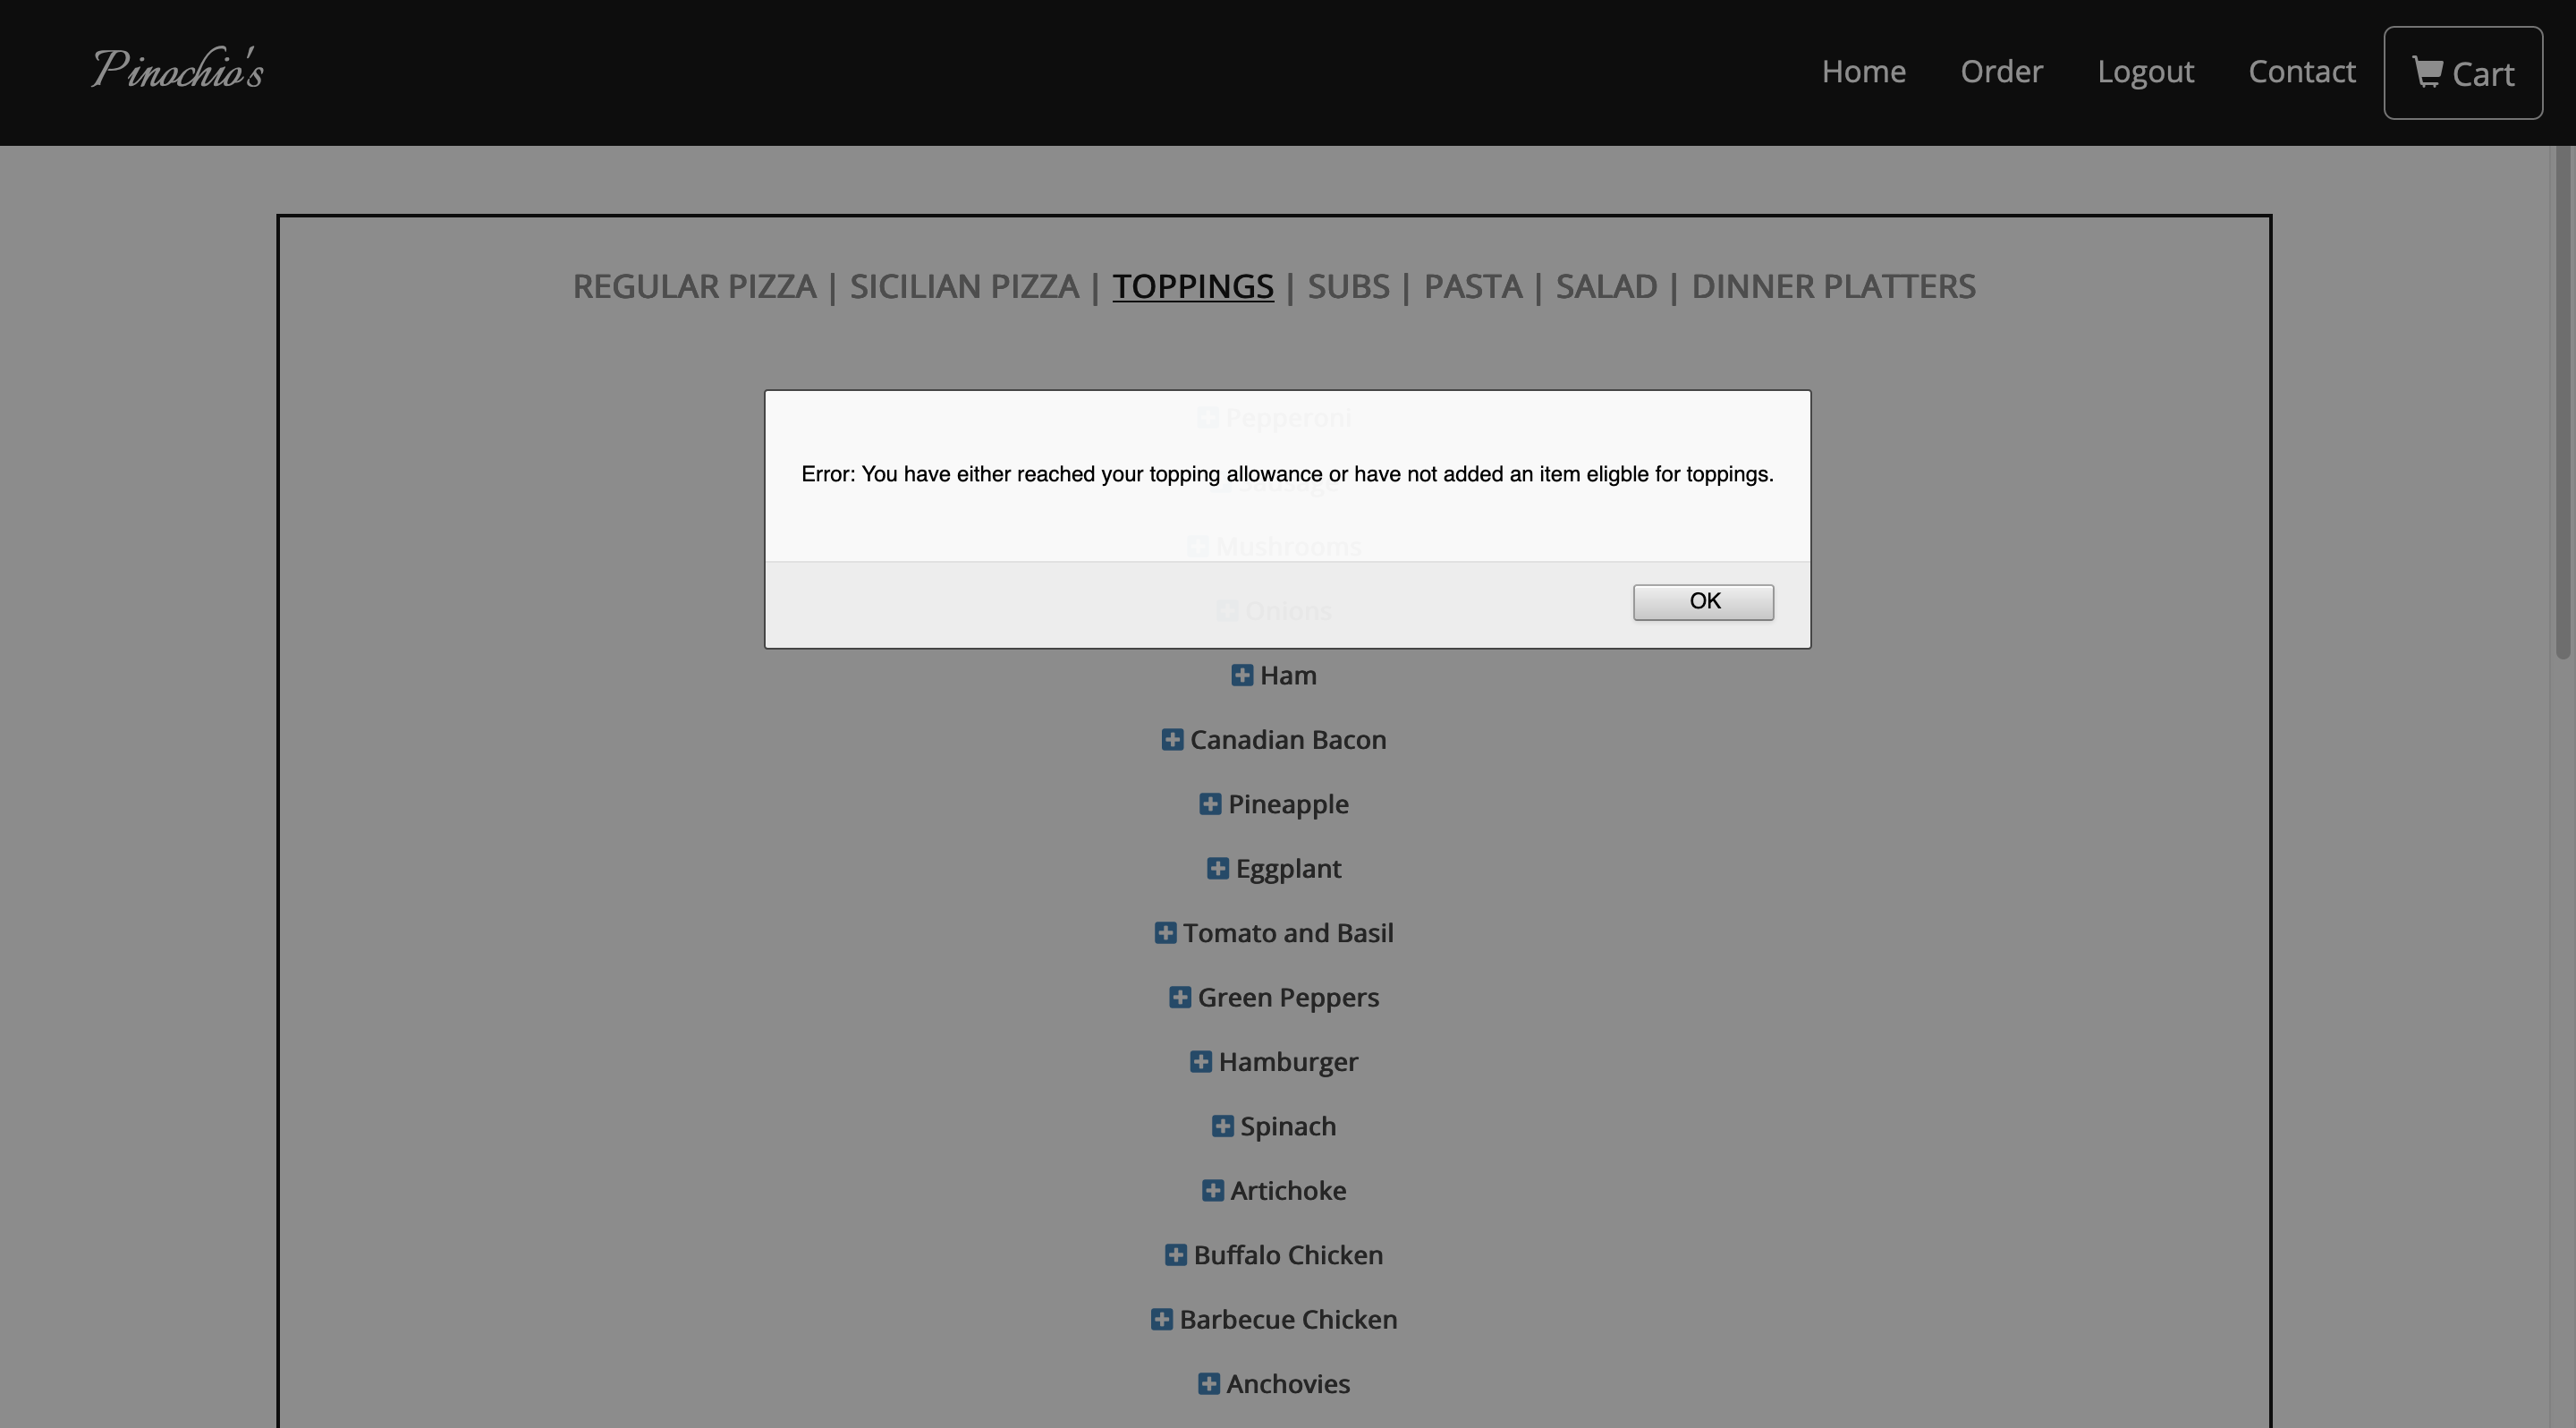 Pinochio's
Home Order Logout Contact Cart
REGULAR PIZZA | SICILIAN PIZZA | TOPPINGS | SUBS | PASTA | SALAD | DINNER PLATTERS
Pepperoni
Error: You have either reached your topping allowance or have not added an item eligble for toppings.
Mushrooms
OK
Onions
Ham
Canadian Bacon
Pineapple
Eggplant
Tomato and Basil
Green Peppers
Hamburger
Spinach
Artichoke
Buffalo Chicken
Barbecue Chicken
Anchovies